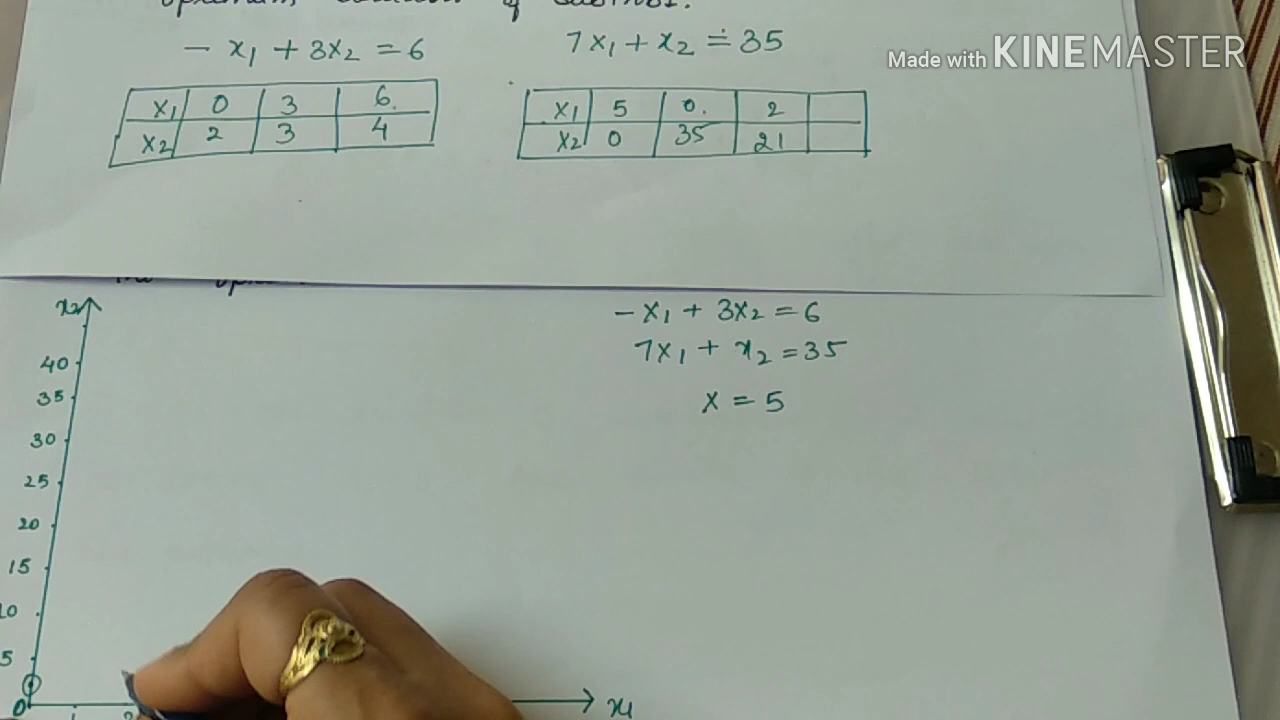 of
- x1 + 3x2 = 6
7x1 + x2 = 35
Made with KINEMASTER
x1 0 3 6.
x2 2 3 4
x1 5 0. 2
x2 0 35 21
x2
-x1 + 3x2 = 6
7x1 + x2 = 35
x = 5
40
35
30
25
20
15
10
5
0
x1